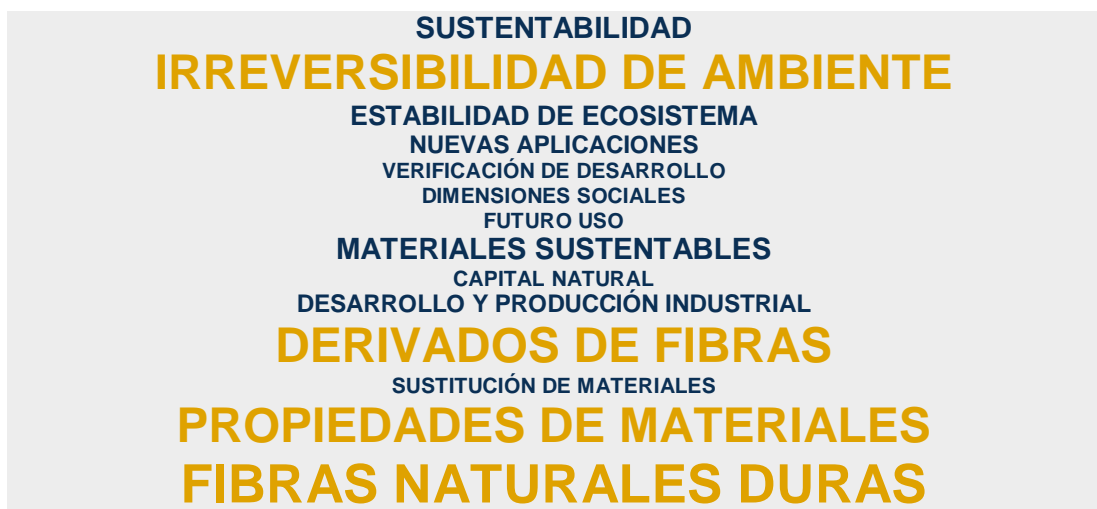 SUSTENTABILIDAD
IRREVERSIBILIDAD DE AMBIENTE
ESTABILIDAD DE ECOSISTEMA
NUEVAS APLICACIONES
VERIFICACIÓN DE DESARROLLO
DIMENSIONES SOCIALES
FUTURO USO
MATERIALES SUSTENTABLES
CAPITAL NATURAL
DESARROLLO Y PRODUCCIÓN INDUSTRIAL
DERIVADOS DE FIBRAS
SUSTITUCIÓN DE MATERIALES
PROPIEDADES DE MATERIALES
FIBRAS NATURALES DURAS